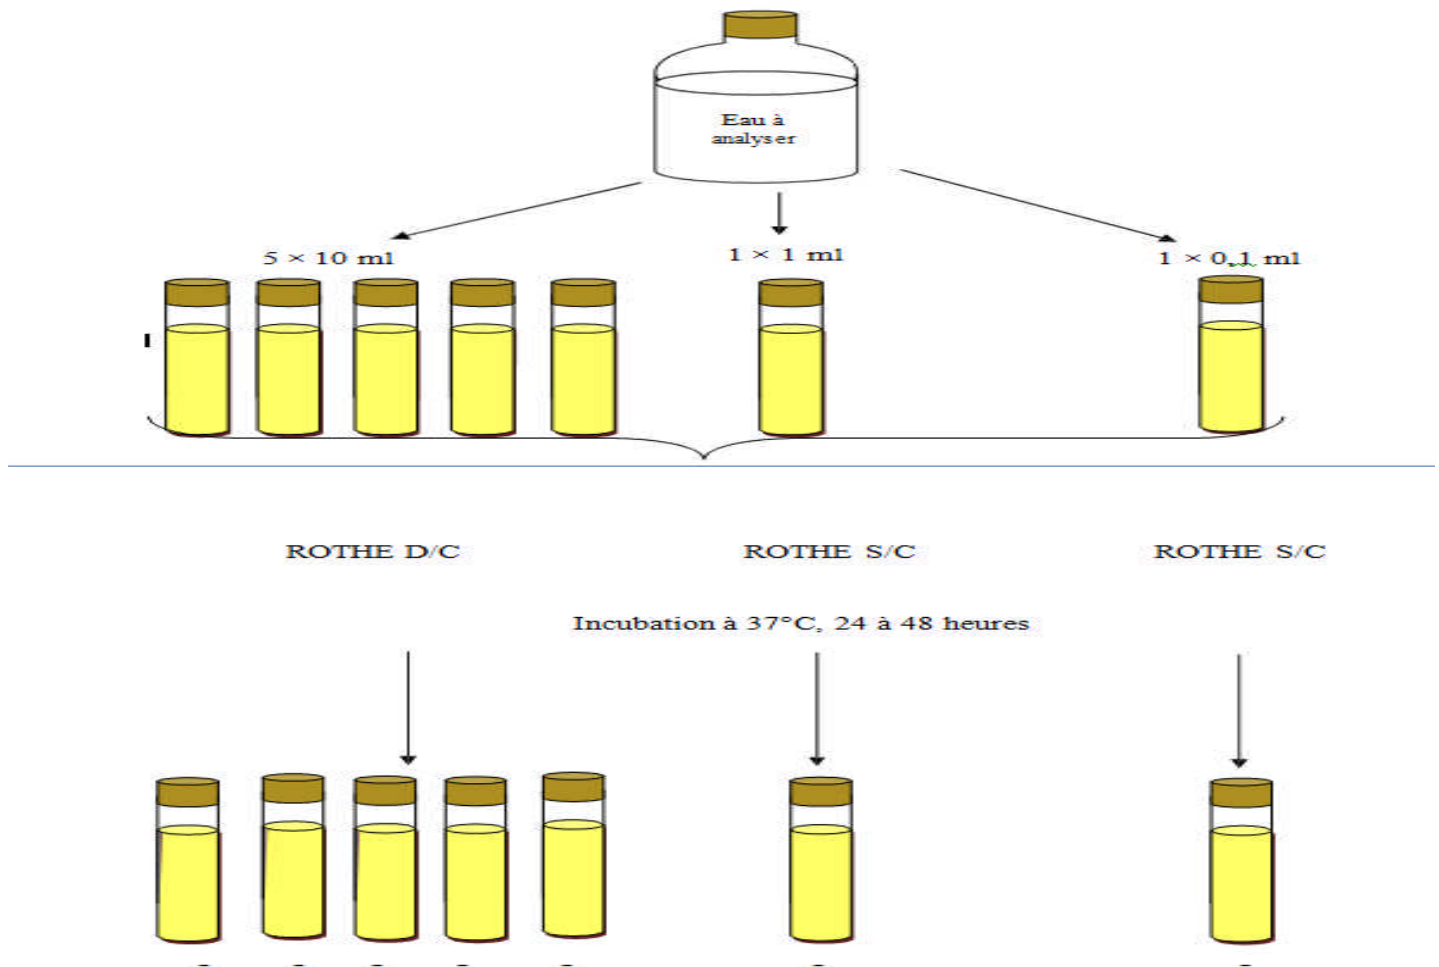 Eau à
analyser
5 × 10 ml
1 × 1 ml
1 × 0,1 ml
ROTHE D/C
ROTHE S/C
ROTHE S/C
Incubation à 37°C, 24 à 48 heures